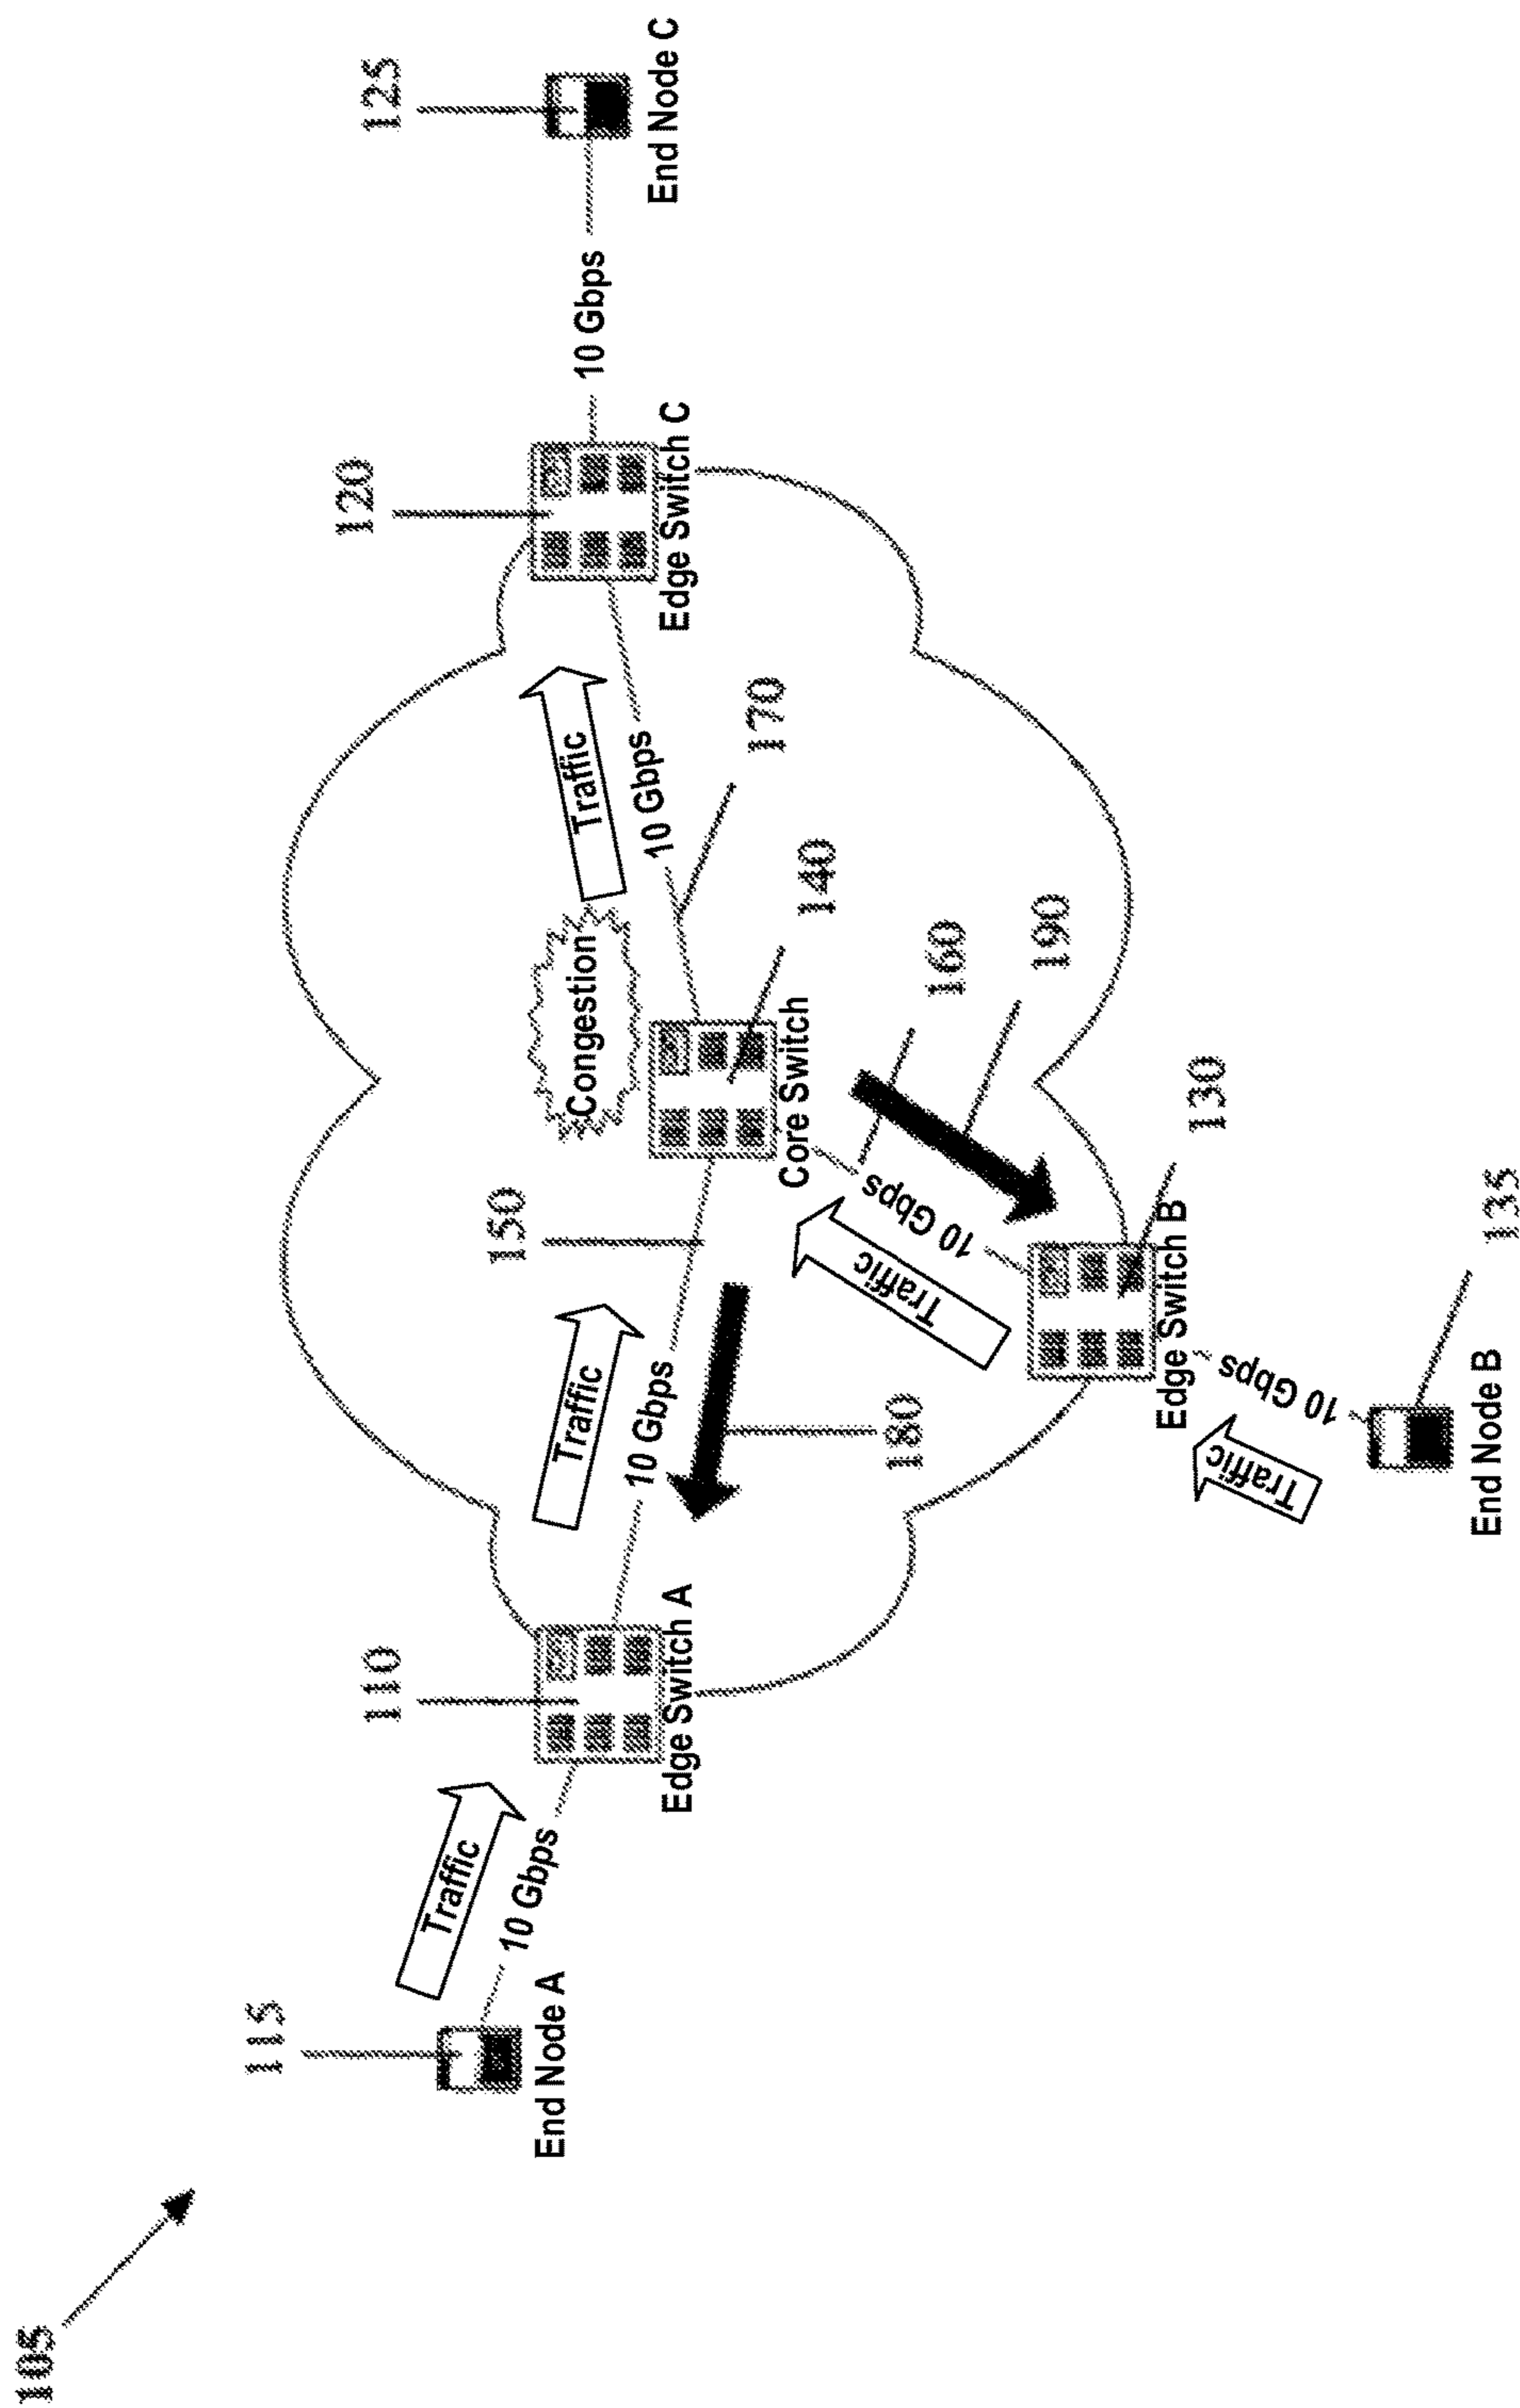 105
115
End Node A
10 Gbps
Traffic
110
Edge Switch A
Traffic
10 Gbps
150
180
Congestion
Core Switch
140
Traffic
10 Gbps
170
120
Edge Switch C
10 Gbps
125
End Node C
160
190
10 Gbps
Traffic
130
Edge Switch B
10 Gbps
Traffic
135
End Node B